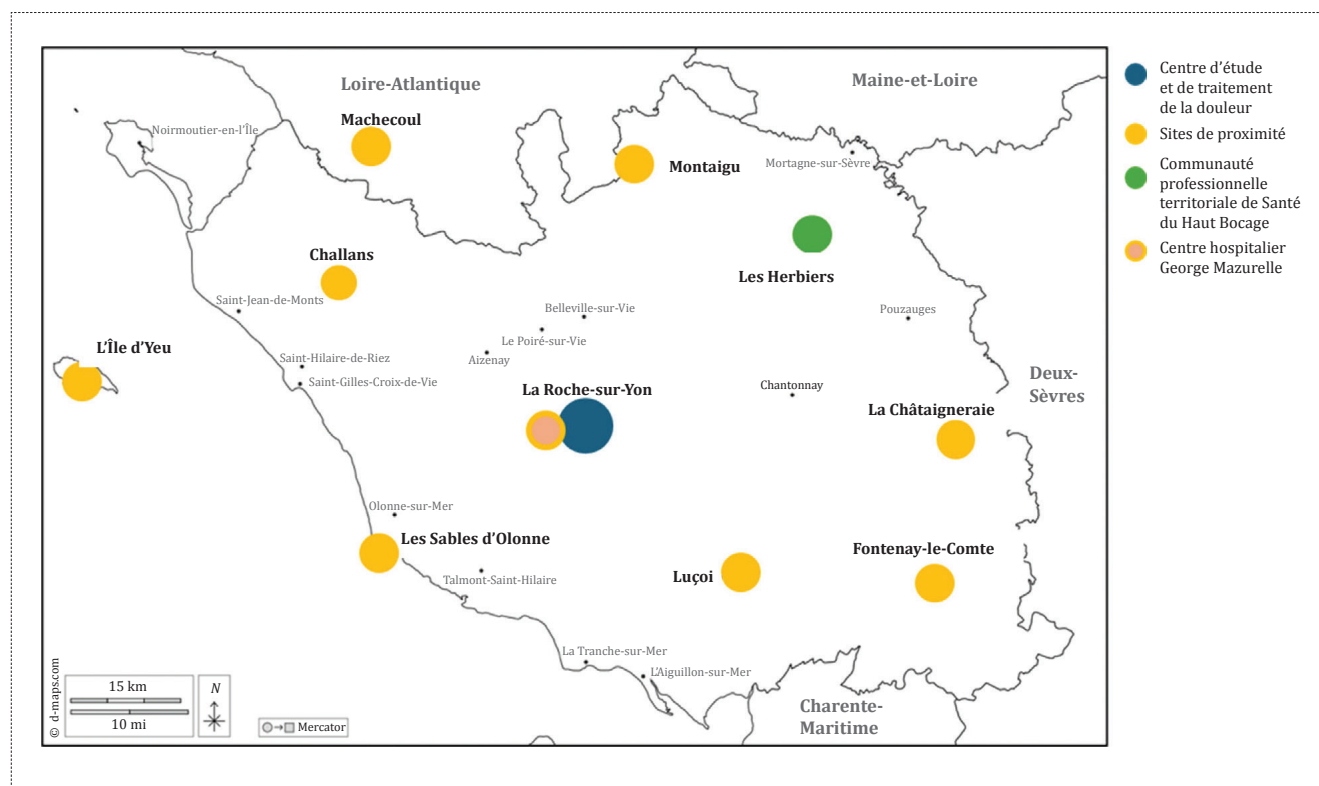 Loire-Atlantique
Maine-et-Loire
Machecoul
Noirmoutier-en-l'Île
Montaigu
Mortagne-sur-Sèvre
Challans
Les Herbiers
Saint-Jean-de-Monts
Belleville-sur-Vie
Pouzauges
Le Poiré-sur-Vie
L'Île d'Yeu
Aizenay
Saint-Hilaire-de-Riez
Saint-Gilles-Croix-de-Vie
La Roche-sur-Yon
Chantonnay
Deux-
Sèvres
La Châtaigneraie
Olonne-sur-Mer
Les Sables d'Olonne
Fontenay-le-Comte
Talmont-Saint-Hilaire
Luçoi
La Tranche-sur-Mer
L'Aiguillon-sur-Mer
Charente-
Maritime
© d-maps.com
15 km
10 mi
N
Mercator
Centre d'étude
et de traitement
de la douleur
Sites de proximité
Communauté
professionnelle
territoriale de Santé
du Haut Bocage
Centre hospitalier
George Mazurelle